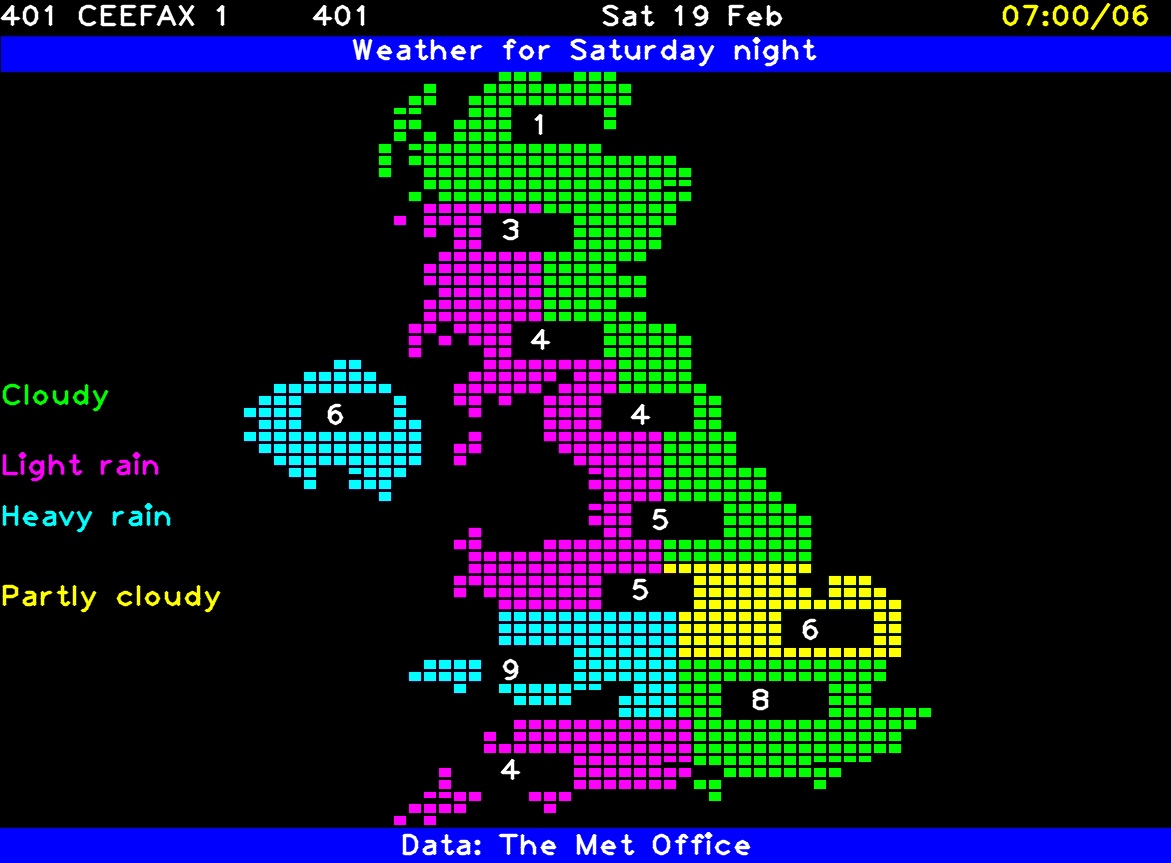 401 CEEFAX 1 401 Sat 19 Feb 07:00/06
Weather for Saturday night
1
3
4
Cloudy
6
4
Light rain
Heavy rain
5
5
Partly cloudy
6
9
8
4
Data: The Met Office